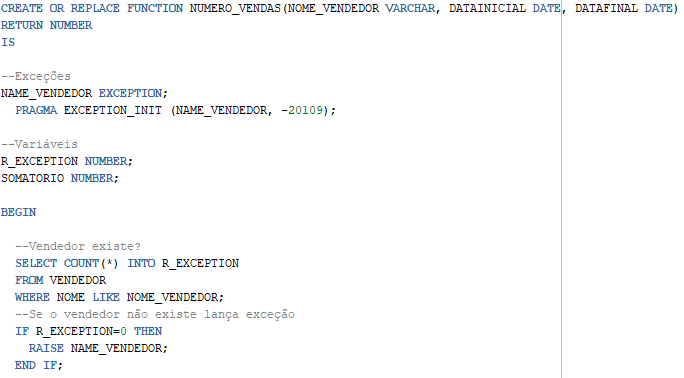 CREATE OR REPLACE FUNCTION NUMERO_VENDAS(NOME_VENDEDOR VARCHAR, DATAINICIAL DATE, DATAFINAL DATE)
RETURN NUMBER
IS
--Exceções
NAME_VENDEDOR EXCEPTION;
PRAGMA EXCEPTION_INIT (NAME_VENDEDOR, -20109);
--Variáveis
R_EXCEPTION NUMBER;
SOMATORIO NUMBER;
BEGIN
--Vendedor existe?
SELECT COUNT(*) INTO R_EXCEPTION
FROM VENDEDOR
WHERE NOME LIKE NOME_VENDEDOR;
--Se o vendedor não existe lança exceção
IF R_EXCEPTION=0 THEN
RAISE NAME_VENDEDOR;
END IF;